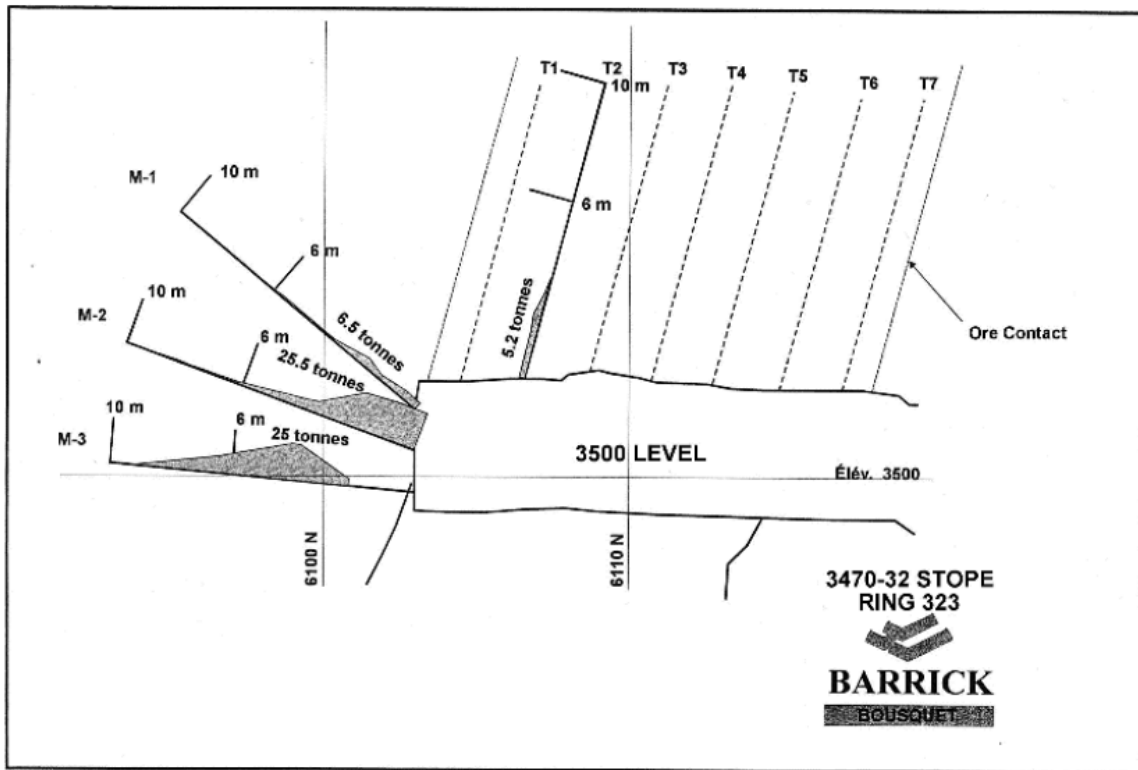 T1
T2
T3
T4
T5
T6
T7
10 m
M-1
10 m
6 m
6 m
5.2 tonnes
M-2
10 m
6 m
6.5 tonnes
25.5 tonnes
Ore Contact
M-3
10 m
6 m
25 tonnes
3500 LEVEL
Élév. 3500
6100 N
6110 N
3470-32 STOPE
RING 323
BARRICK
BOUSQUET